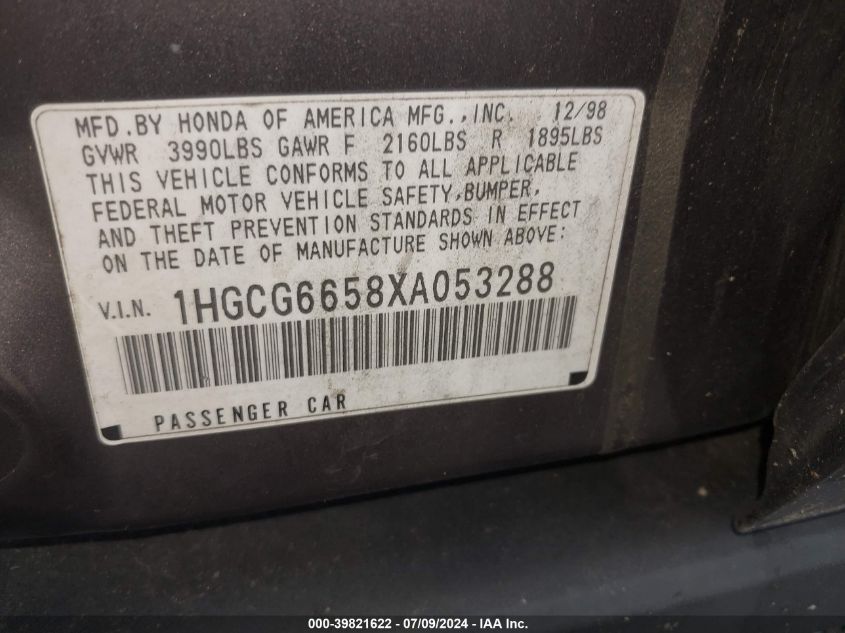 MFD.BY HONDA OF AMERICA MFG.,INC. 12/98
GVWR 3990LBS GAWR F 2160LBS R 1895LBS
THIS VEHICLE CONFORMS TO ALL APPLICABLE
FEDERAL MOTOR VEHICLE SAFETY,BUMPER,
AND THEFT PREVENTION STANDARDS IN EFFECT
ON THE DATE OF MANUFACTURE SHOWN ABOVE:
V.I.N. 1HGCG6658XA053288
PASSENGER CAR
000-39821622 - 07/09/2024 - IAA Inc.